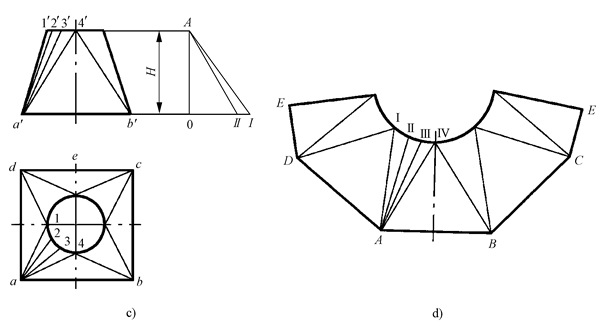 1′ 2′ 3′ 4′ A
H
a′ b′ 0 II I
d e c
1
2
3 4
a b
c)
E E
I
II
III IV
D C
A B
d)